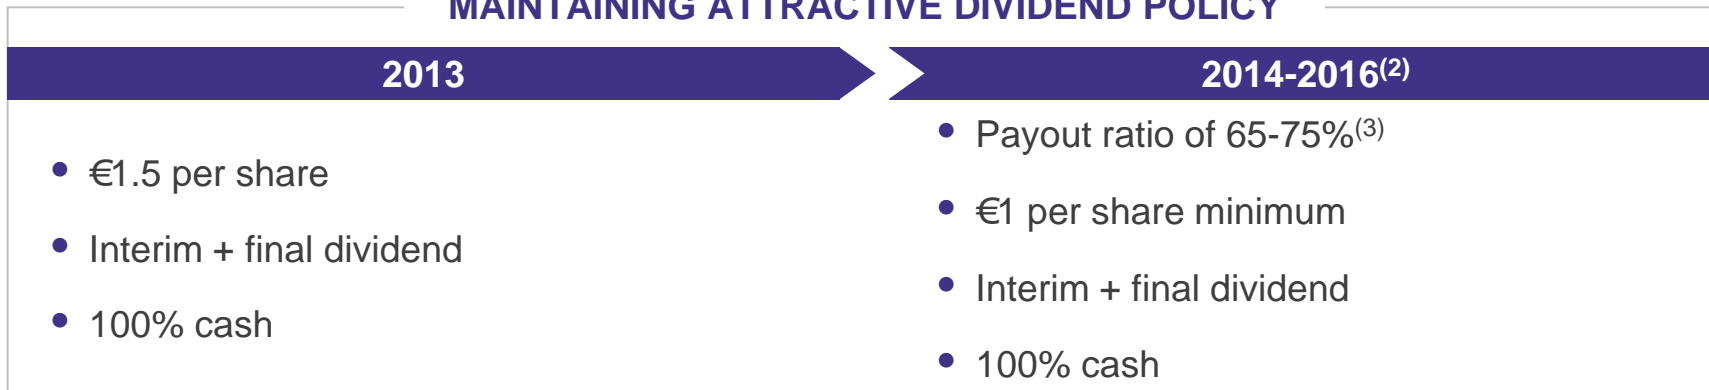 MAINTAINING ATTRACTIVE DIVIDEND POLICY
2013
• €1.5 per share
• Interim + final dividend
• 100% cash
2014-2016(2)
• Payout ratio of 65-75%(3)
• €1 per share minimum
• Interim + final dividend
• 100% cash